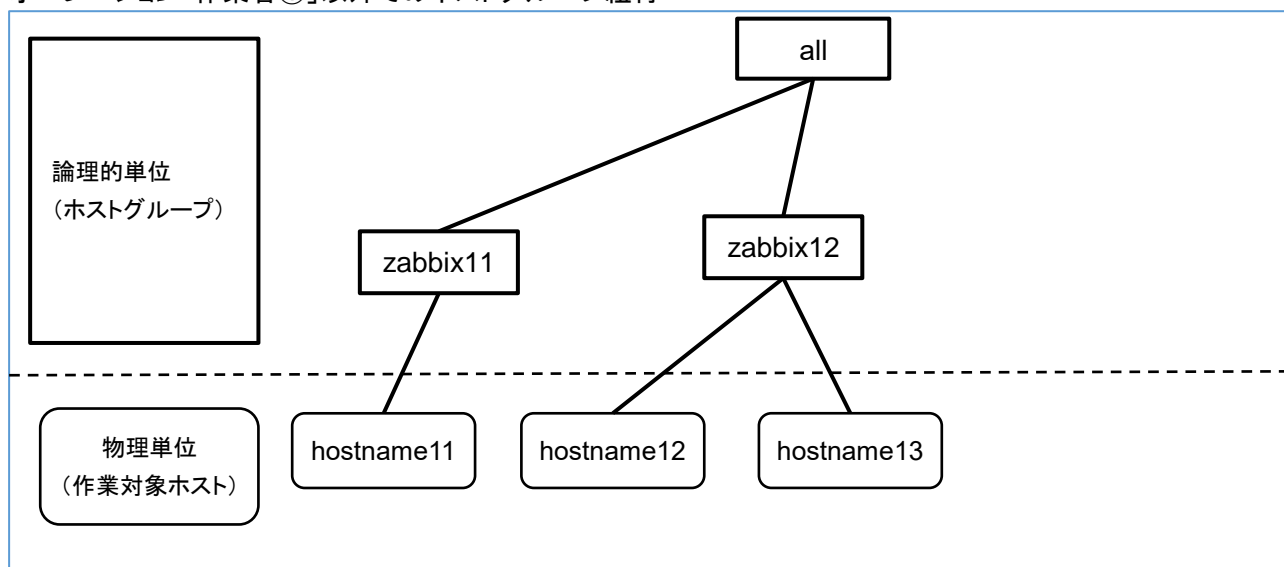 all
論理的単位
（ホストグループ）
zabbix11
zabbix12
物理単位
（作業対象ホスト）
hostname11
hostname12
hostname13